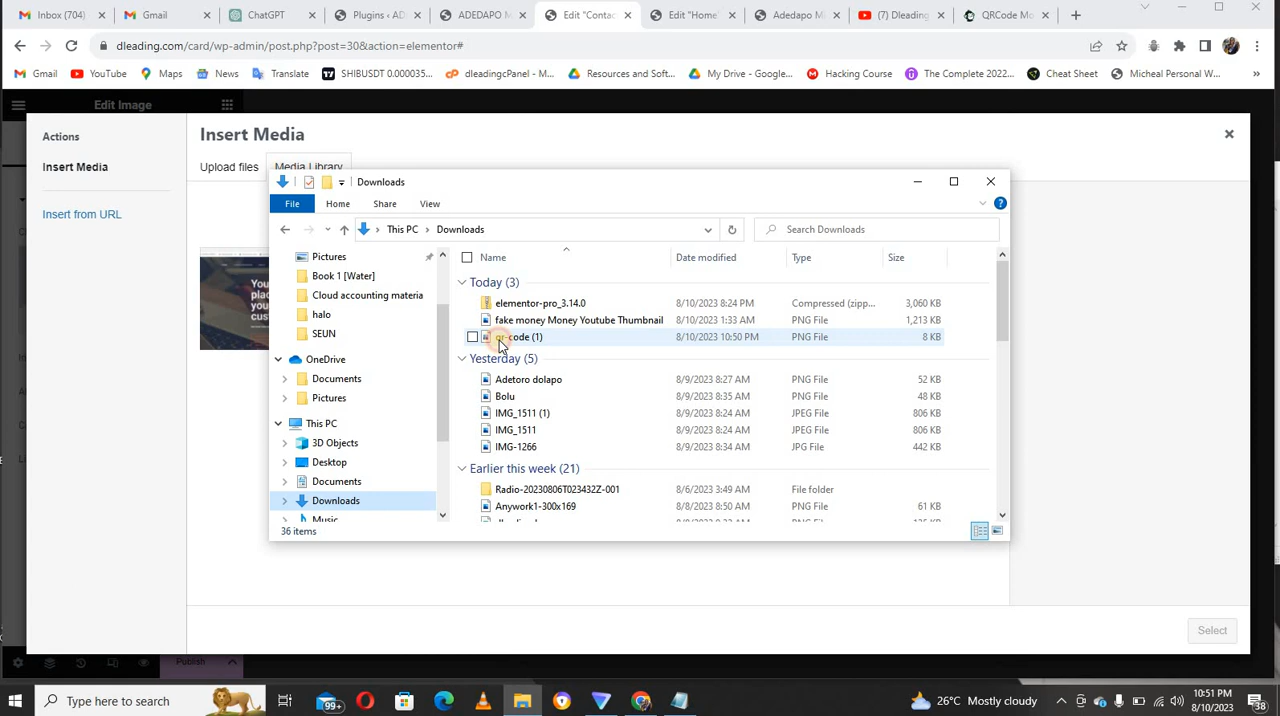 Inbox (704)
Gmail
ChatGPT
Plugins ‹ AD
ADEDAPO M
Edit "Contac
Edit "Home!
Adedapo M
(7) Dleading
QRCode Mo
dleading.com/card/wp-admin/post.php?post=30&action=elementor#
Gmail
YouTube
Maps
News
Translate
SHIBUSDT 0.000035...
dleadingcPanel - M...
Resources and Soft...
My Drive - Google...
Hacking Course
The Complete 2022...
Cheat Sheet
Micheal Personal W...
»
Edit Image
Actions
Insert Media
Insert from URL
Insert Media
Upload files
Media Library
Downloads
File
Home
Share
View
This PC
Downloads
Search Downloads
Pictures
Book 1 [Water]
Cloud accounting materia
halo
SEUN
OneDrive
Documents
Pictures
This PC
3D Objects
Desktop
Documents
Downloads
Music
Name Date modified Type Size
Today (3)
elementor-pro_3.14.0 8/10/2023 8:24 PM Compressed (zipp... 3,060 KB
fake money Money Youtube Thumbnail 8/10/2023 1:33 AM PNG File 1,213 KB
qr-code (1) 8/10/2023 10:50 PM PNG File 8 KB
Yesterday (5)
Adetoro dolapo 8/9/2023 8:27 AM PNG File 52 KB
Bolu 8/9/2023 8:35 AM PNG File 48 KB
IMG_1511 (1) 8/9/2023 8:24 AM JPEG File 806 KB
IMG_1511 8/9/2023 8:24 AM JPEG File 806 KB
IMG-1266 8/9/2023 8:34 AM JPG File 442 KB
Earlier this week (21)
Radio-20230806T023432Z-001 8/6/2023 3:49 AM File folder
Anywork1-300x169 8/8/2023 8:50 AM PNG File 61 KB
36 items
Select
Publish
Type here to search
99+
26°C Mostly cloudy
10:51 PM
8/10/2023
38